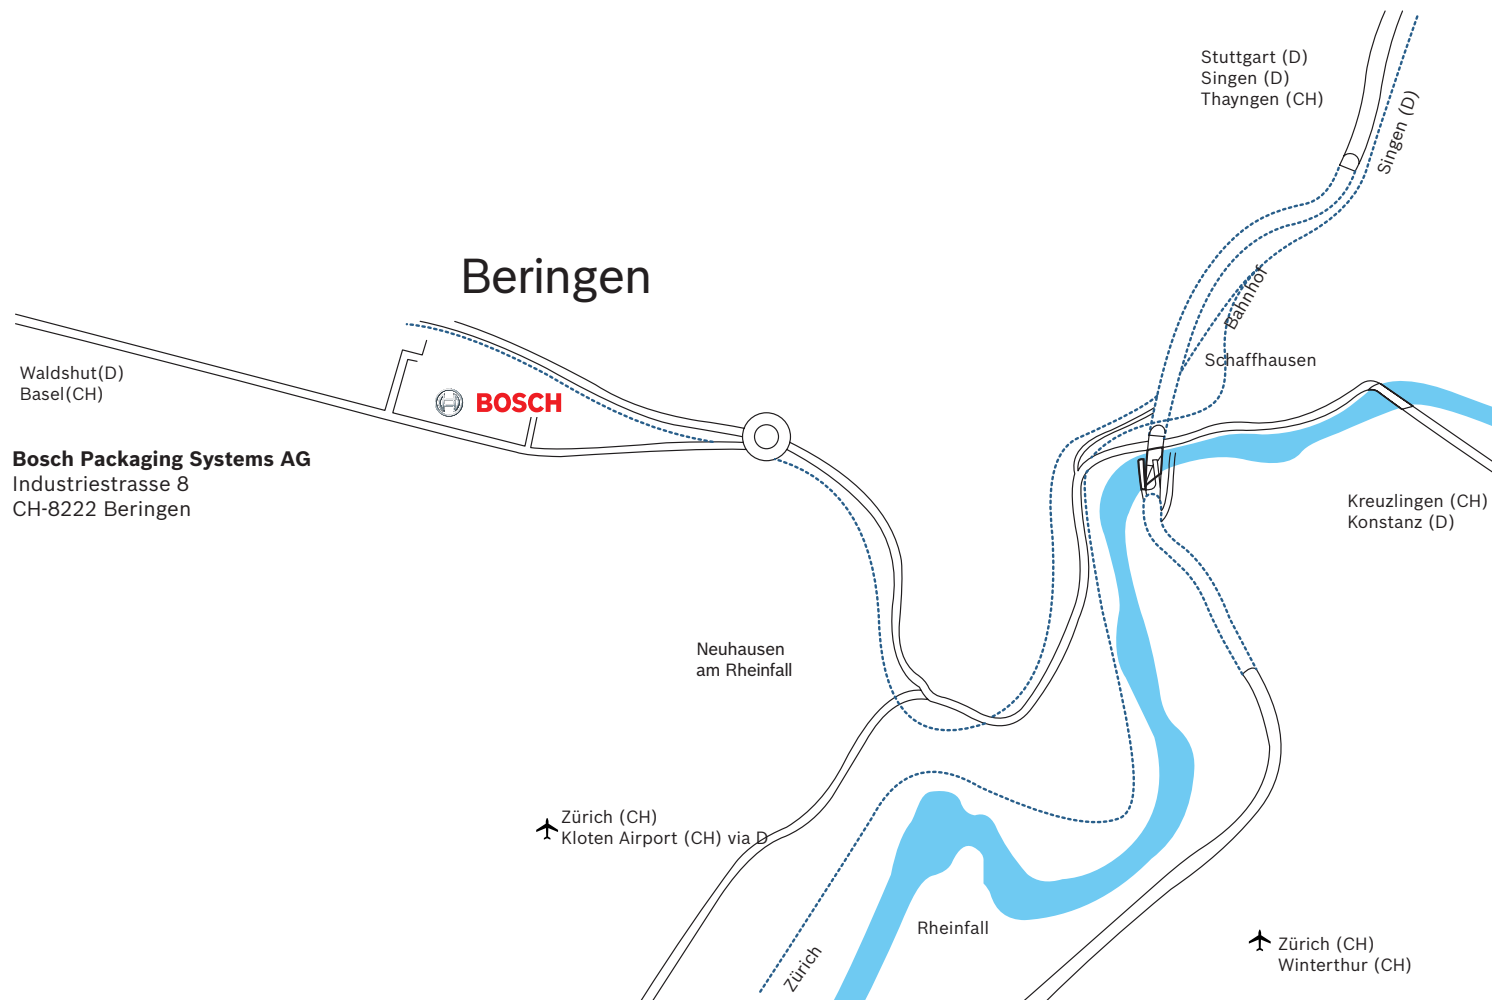 Stuttgart (D)
Singen (D)
Thayngen (CH)
Singen (D)
Beringen
Bahnhof
Schaffhausen
Waldshut(D)
Basel(CH)
BOSCH
Bosch Packaging Systems AG
Industriestrasse 8
CH-8222 Beringen
Kreuzlingen (CH)
Konstanz (D)
Neuhausen
am Rheinfall
Zürich (CH)
Kloten Airport (CH) via D
Rheinfall
Zürich
Zürich (CH)
Winterthur (CH)